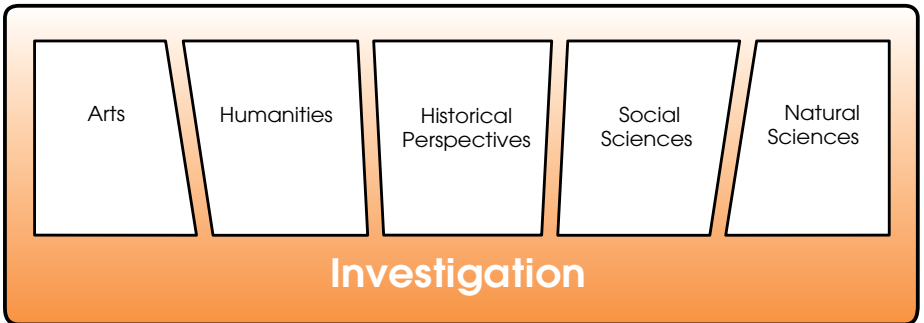 Arts
Humanities
Historical
Perspectives
Social
Sciences
Natural
Sciences
Investigation